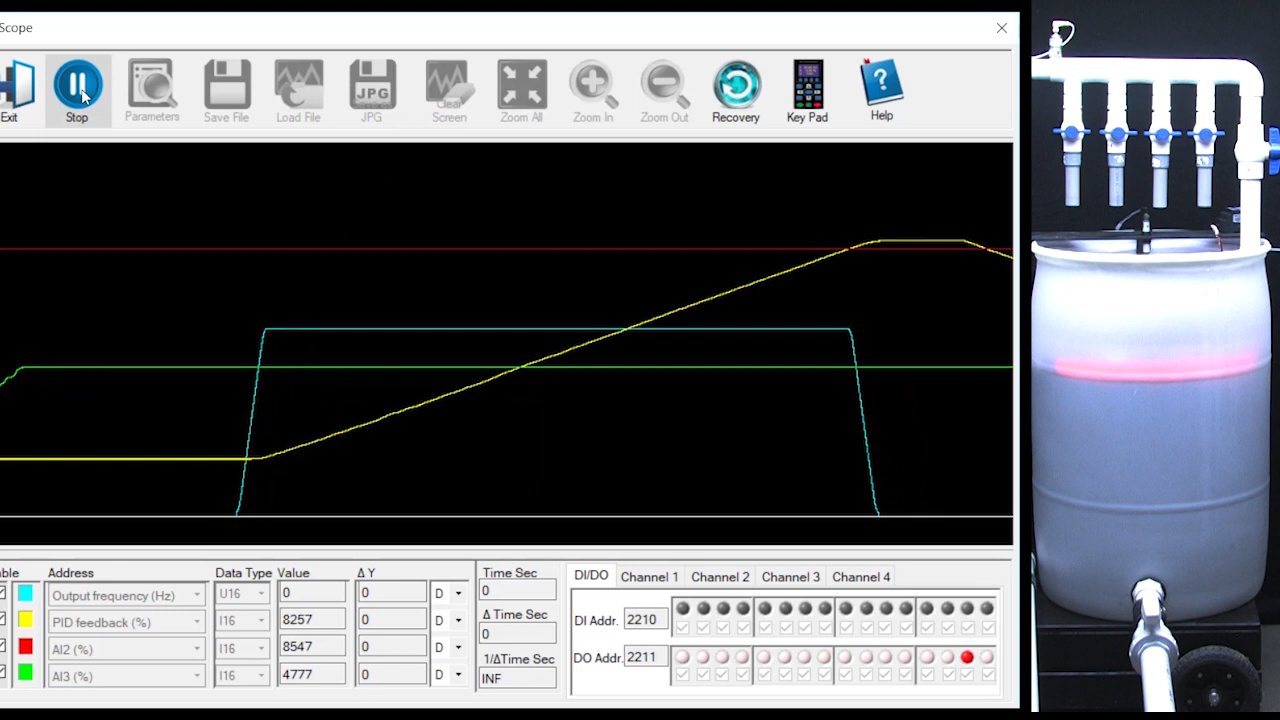 Scope
Exit
Stop
Parameters
Save File
Load File
JPG
JPG
Clear
Screen
Zoom All
Zoom In
Zoom Out
Recovery
Key Pad
?
Help
ble
Address
Data Type
Value
Δ Y
Output frequency (Hz)
U16
0
0
D
PID feedback (%)
I16
8257
0
D
AI2 (%)
I16
8547
0
D
AI3 (%)
I16
4777
0
D
Time Sec
0
Δ Time Sec
0
1/ΔTime Sec
INF
DI/DO
Channel 1
Channel 2
Channel 3
Channel 4
DI Addr.
2210
DO Addr.
2211